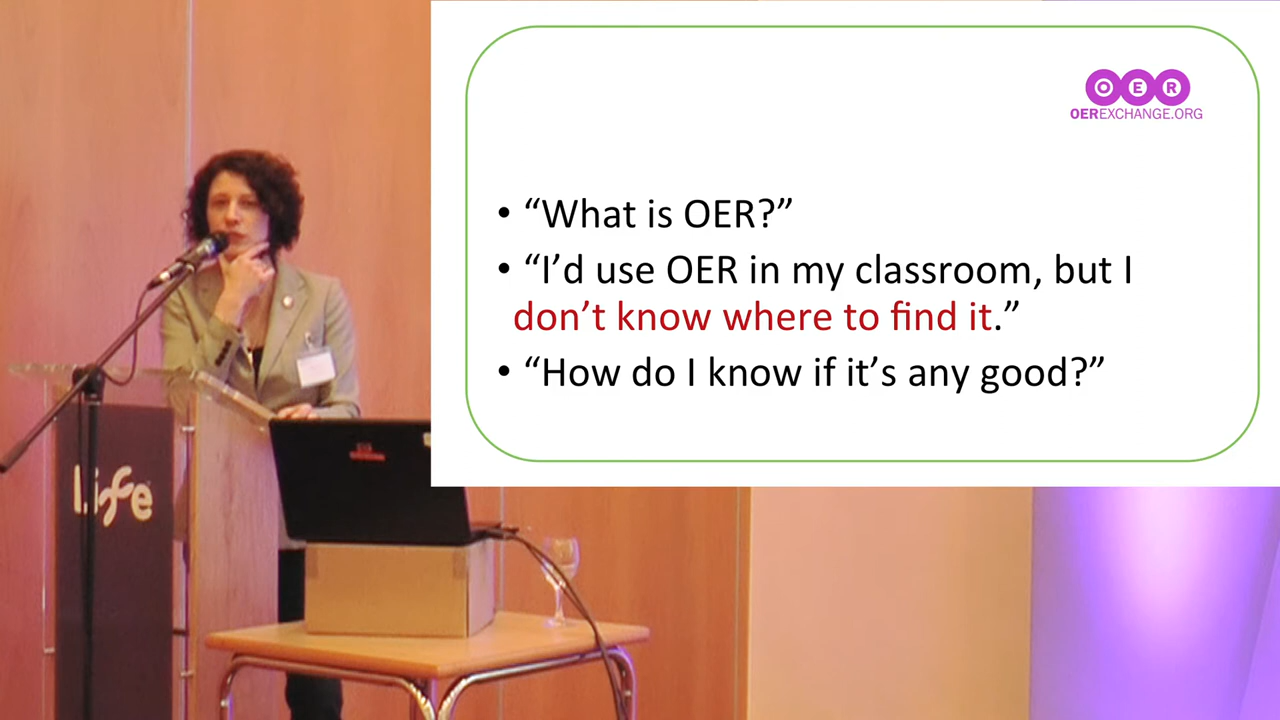 O E R
OEREXCHANGE.ORG
• “What is OER?”
• “I’d use OER in my classroom, but I
don’t know where to find it.”
• “How do I know if it’s any good?”
Life